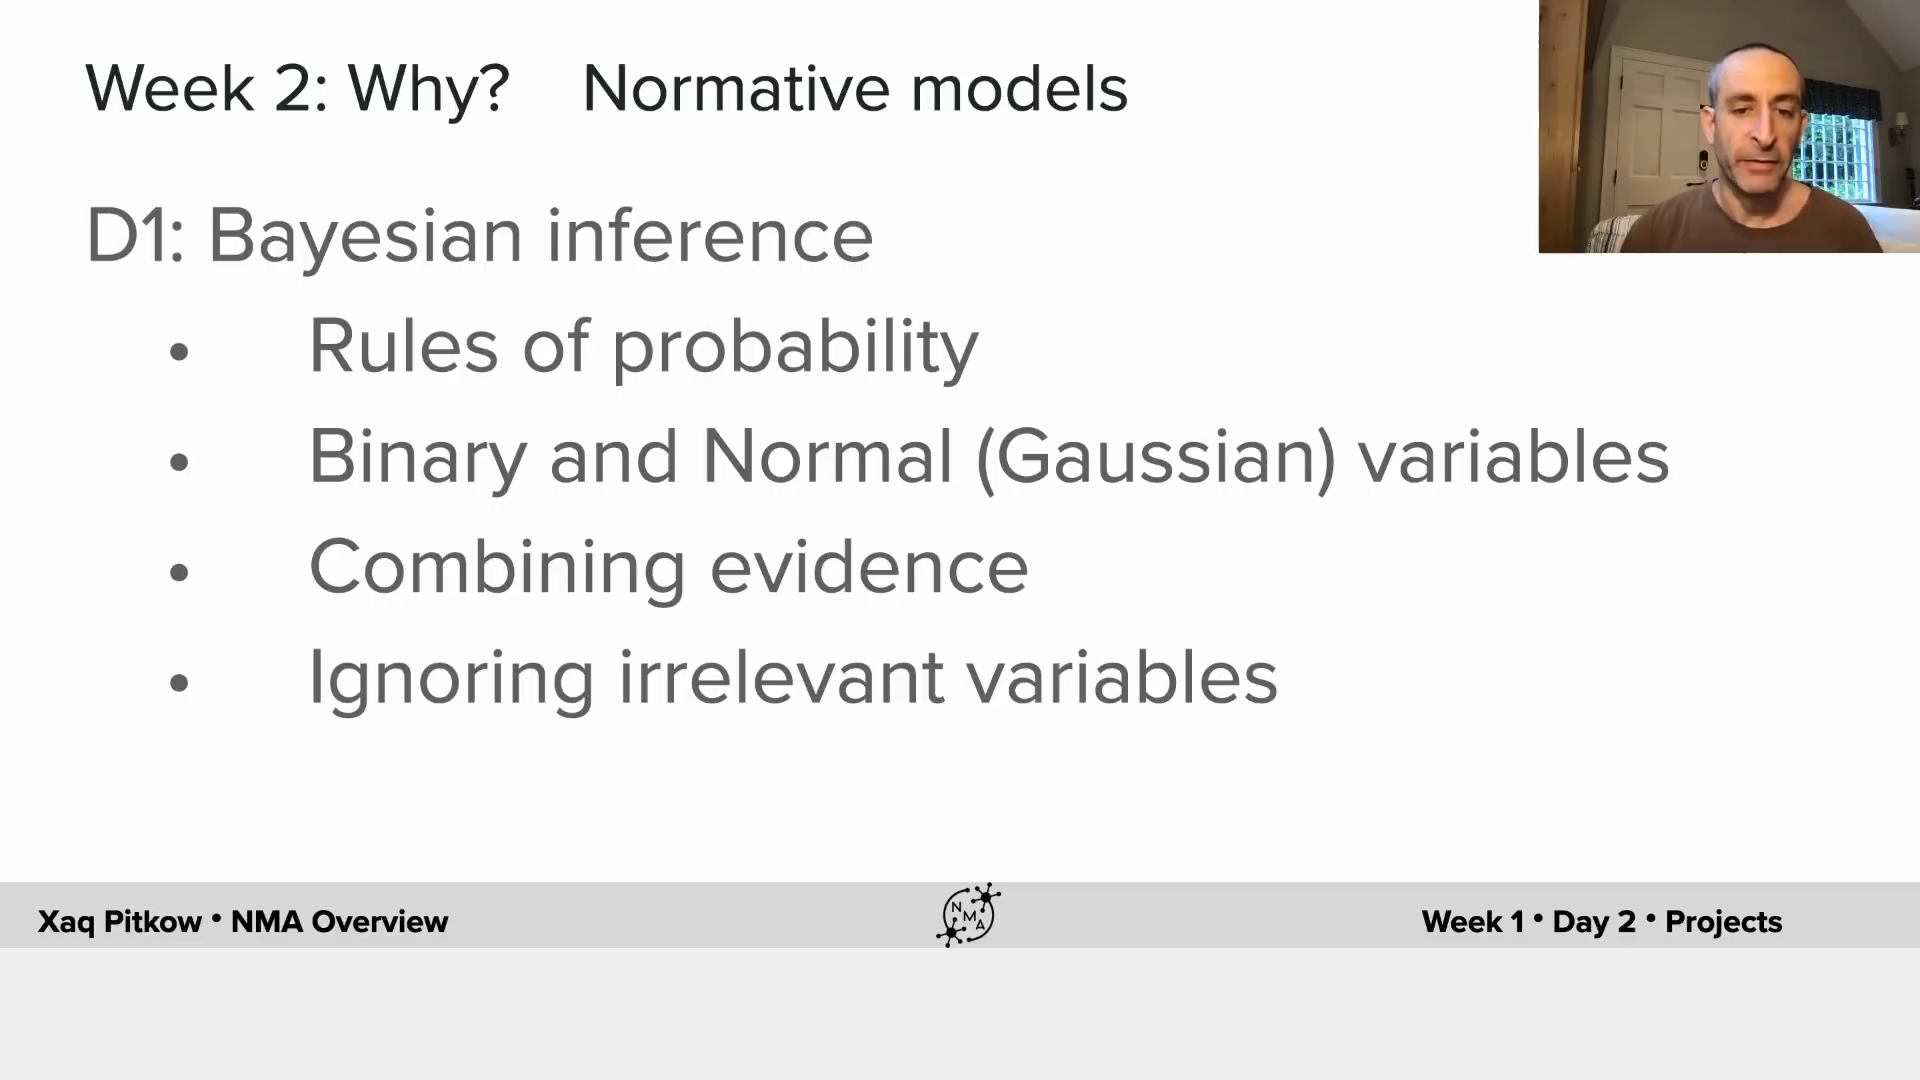 Week 2: Why? Normative models
D1: Bayesian inference
• Rules of probability
• Binary and Normal (Gaussian) variables
• Combining evidence
• Ignoring irrelevant variables
Xaq Pitkow • NMA Overview
NMA
Week 1 • Day 2 • Projects